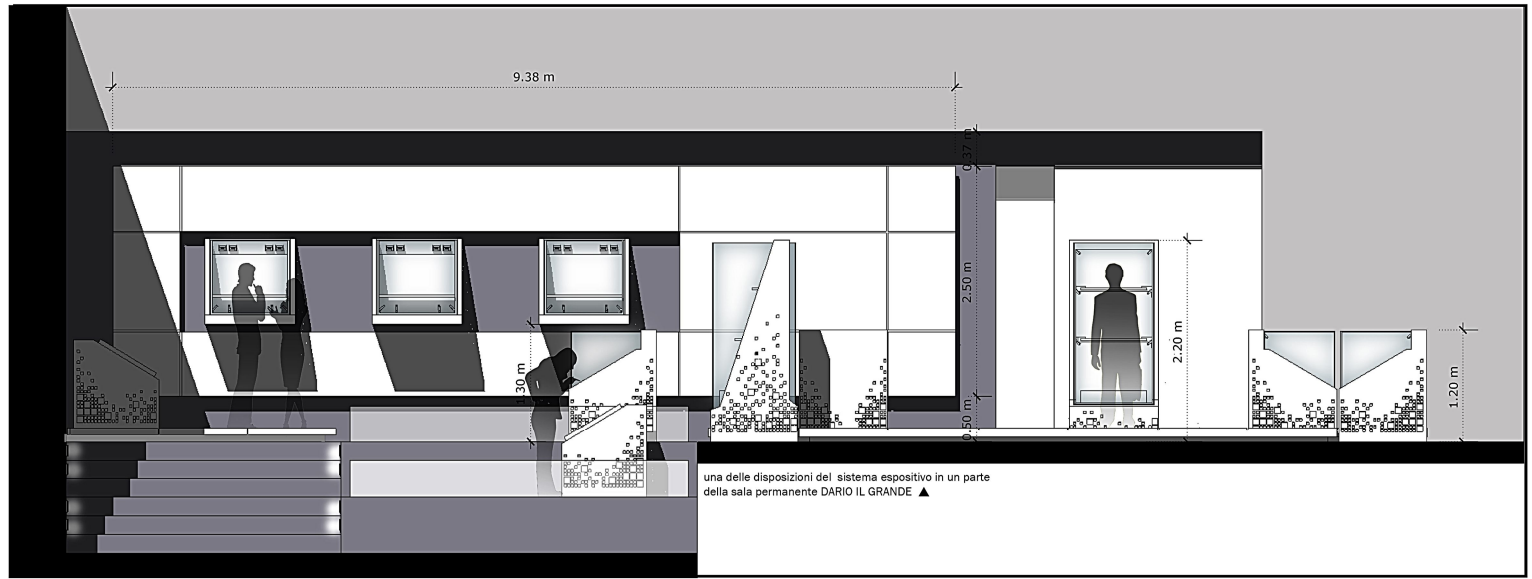 9.38 m
0.37 m
2.50 m
2.20 m
1.30 m
1.20 m
0.50 m
una delle disposizioni del sistema espositivo in un parte
della sala permanente DARIO IL GRANDE